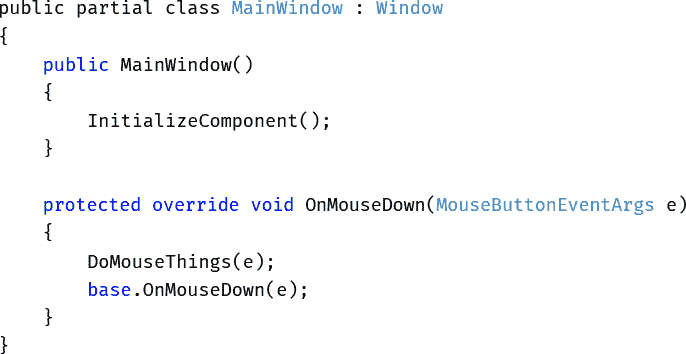 public partial class MainWindow : Window
{
    public MainWindow()
    {
        InitializeComponent();
    }

    protected override void OnMouseDown(MouseButtonEventArgs e)
    {
        DoMouseThings(e);
        base.OnMouseDown(e);
    }
}